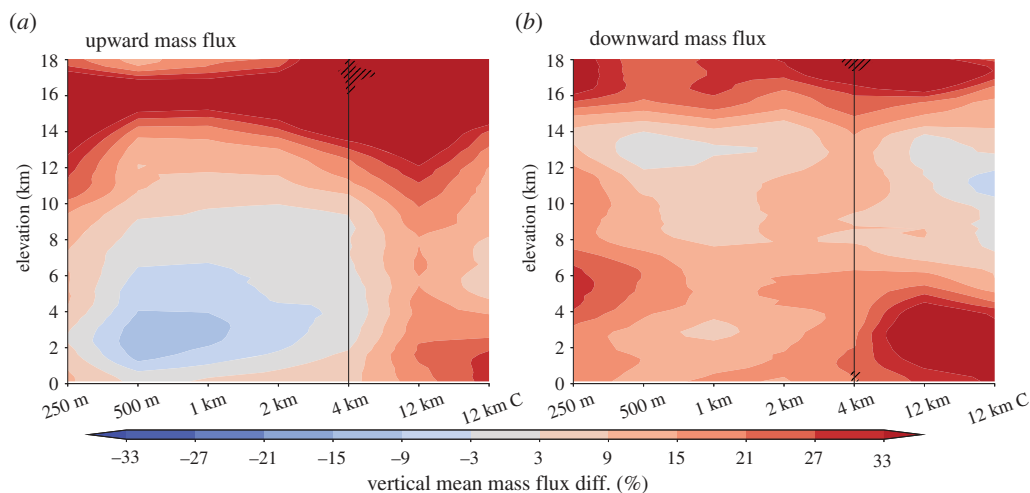 (a)
upward mass flux
18
16
14
12
10
8
6
4
2
0
elevation (km)
250 m
500 m
1 km
2 km
4 km
12 km
12 km C
(b)
downward mass flux
18
16
14
12
10
8
6
4
2
0
elevation (km)
250 m
500 m
1 km
2 km
4 km
12 km
12 km C
–33 –27 –21 –15 –9 –3 3 9 15 21 27 33
vertical mean mass flux diff. (%)